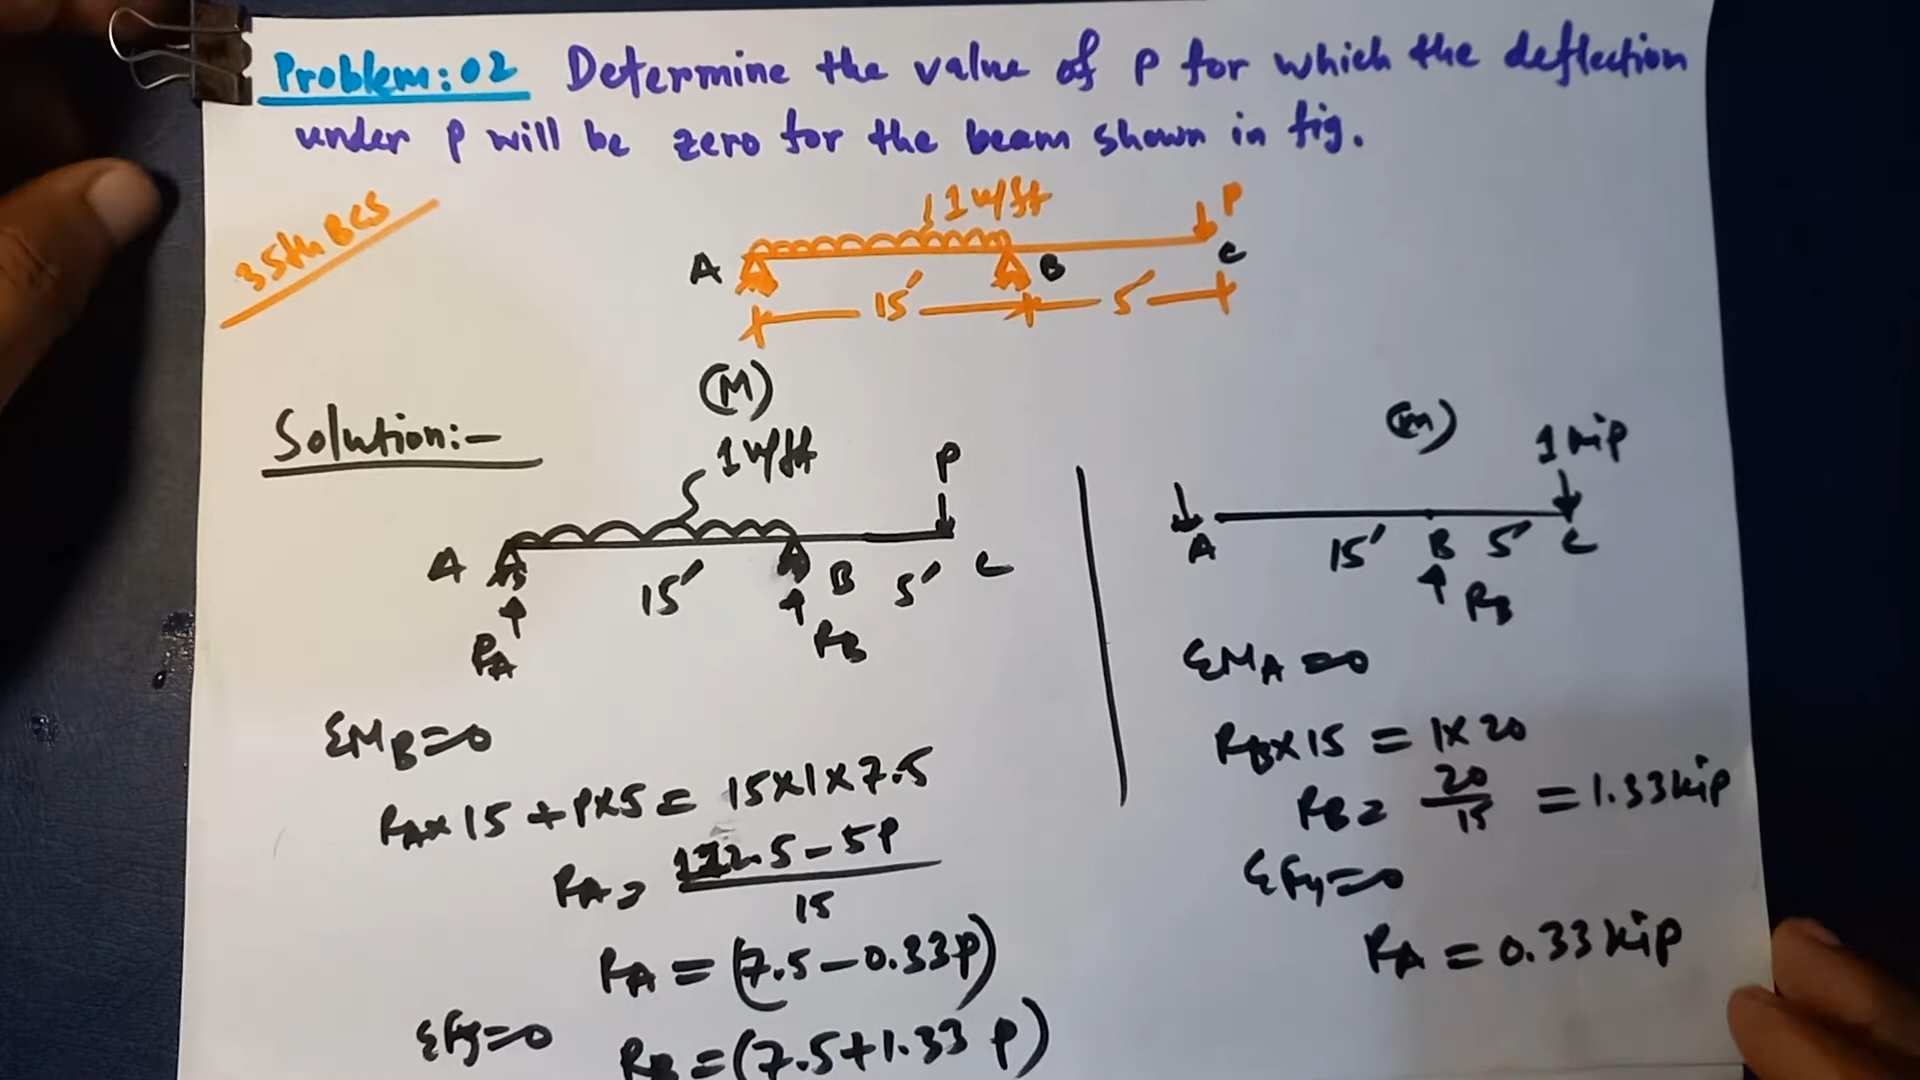 Problem:02 Determine the value of P for which the deflection
under P will be zero for the beam shown in fig.
35th BCS
1 k/ft
P
A
B
C
15'
5'
Solution:-
(M)
1 k/ft
P
A
15'
B
5'
C
RA
RB
ΣMB=0
RA×15 + P×5 = 15×1×7.5
RA = 112.5-5P
15
RA = (7.5-0.33P)
ΣFy=0
RB = (7.5+1.33 P)
(m)
1 kip
A
15'
B
5'
C
RB
ΣMA=0
RB×15 = 1×20
RB = 20/15 = 1.33 kip
ΣFy=0
RA = 0.33 kip